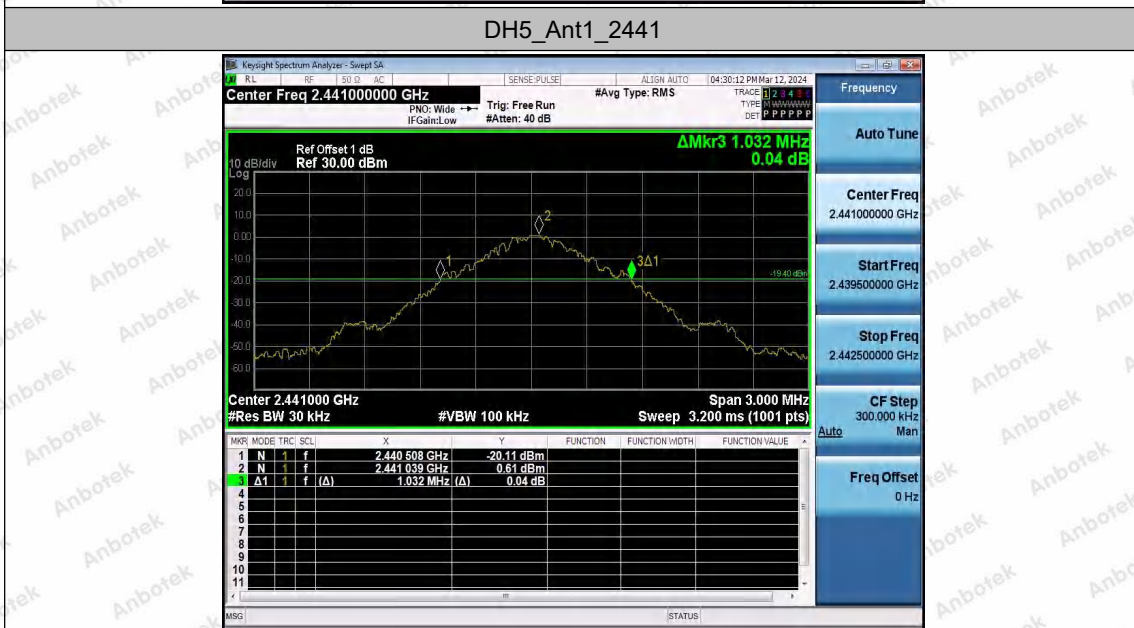 DH5_Ant1_2441
Keysight Spectrum Analyzer - Swept SA
RL RF 50 Ω AC SENSE:PULSE ALIGN AUTO 04:30:12 PM Mar 12, 2024
Center Freq 2.441000000 GHz #Avg Type: RMS TRACE 1 2 3 4 5 6
PNO: Wide Trig: Free Run TYPE M WWWWW
IFGain:Low #Atten: 40 dB DET P P P P P P
Frequency
Auto Tune
Center Freq
2.441000000 GHz
Start Freq
2.439500000 GHz
Stop Freq
2.442500000 GHz
CF Step
300.000 kHz
Auto Man
Freq Offset
0 Hz
ΔMkr3 1.032 MHz
0.04 dB
Ref Offset 1 dB
10 dB/div Ref 30.00 dBm
Log
20.0
10.0
0.00
-10.0
-20.0
-30.0
-40.0
-50.0
-60.0
1
2
3Δ1
-19.40 dBm
Center 2.441000 GHz Span 3.000 MHz
#Res BW 30 kHz #VBW 100 kHz Sweep 3.200 ms (1001 pts)
MKR MODE TRC SCL X Y FUNCTION FUNCTION WIDTH FUNCTION VALUE
1 N 1 f 2.440 508 GHz -20.11 dBm
2 N 1 f 2.441 039 GHz 0.61 dBm
3 Δ1 1 f (Δ) 1.032 MHz (Δ) 0.04 dB
4
5
6
7
8
9
10
11
MSG STATUS
Anbotek